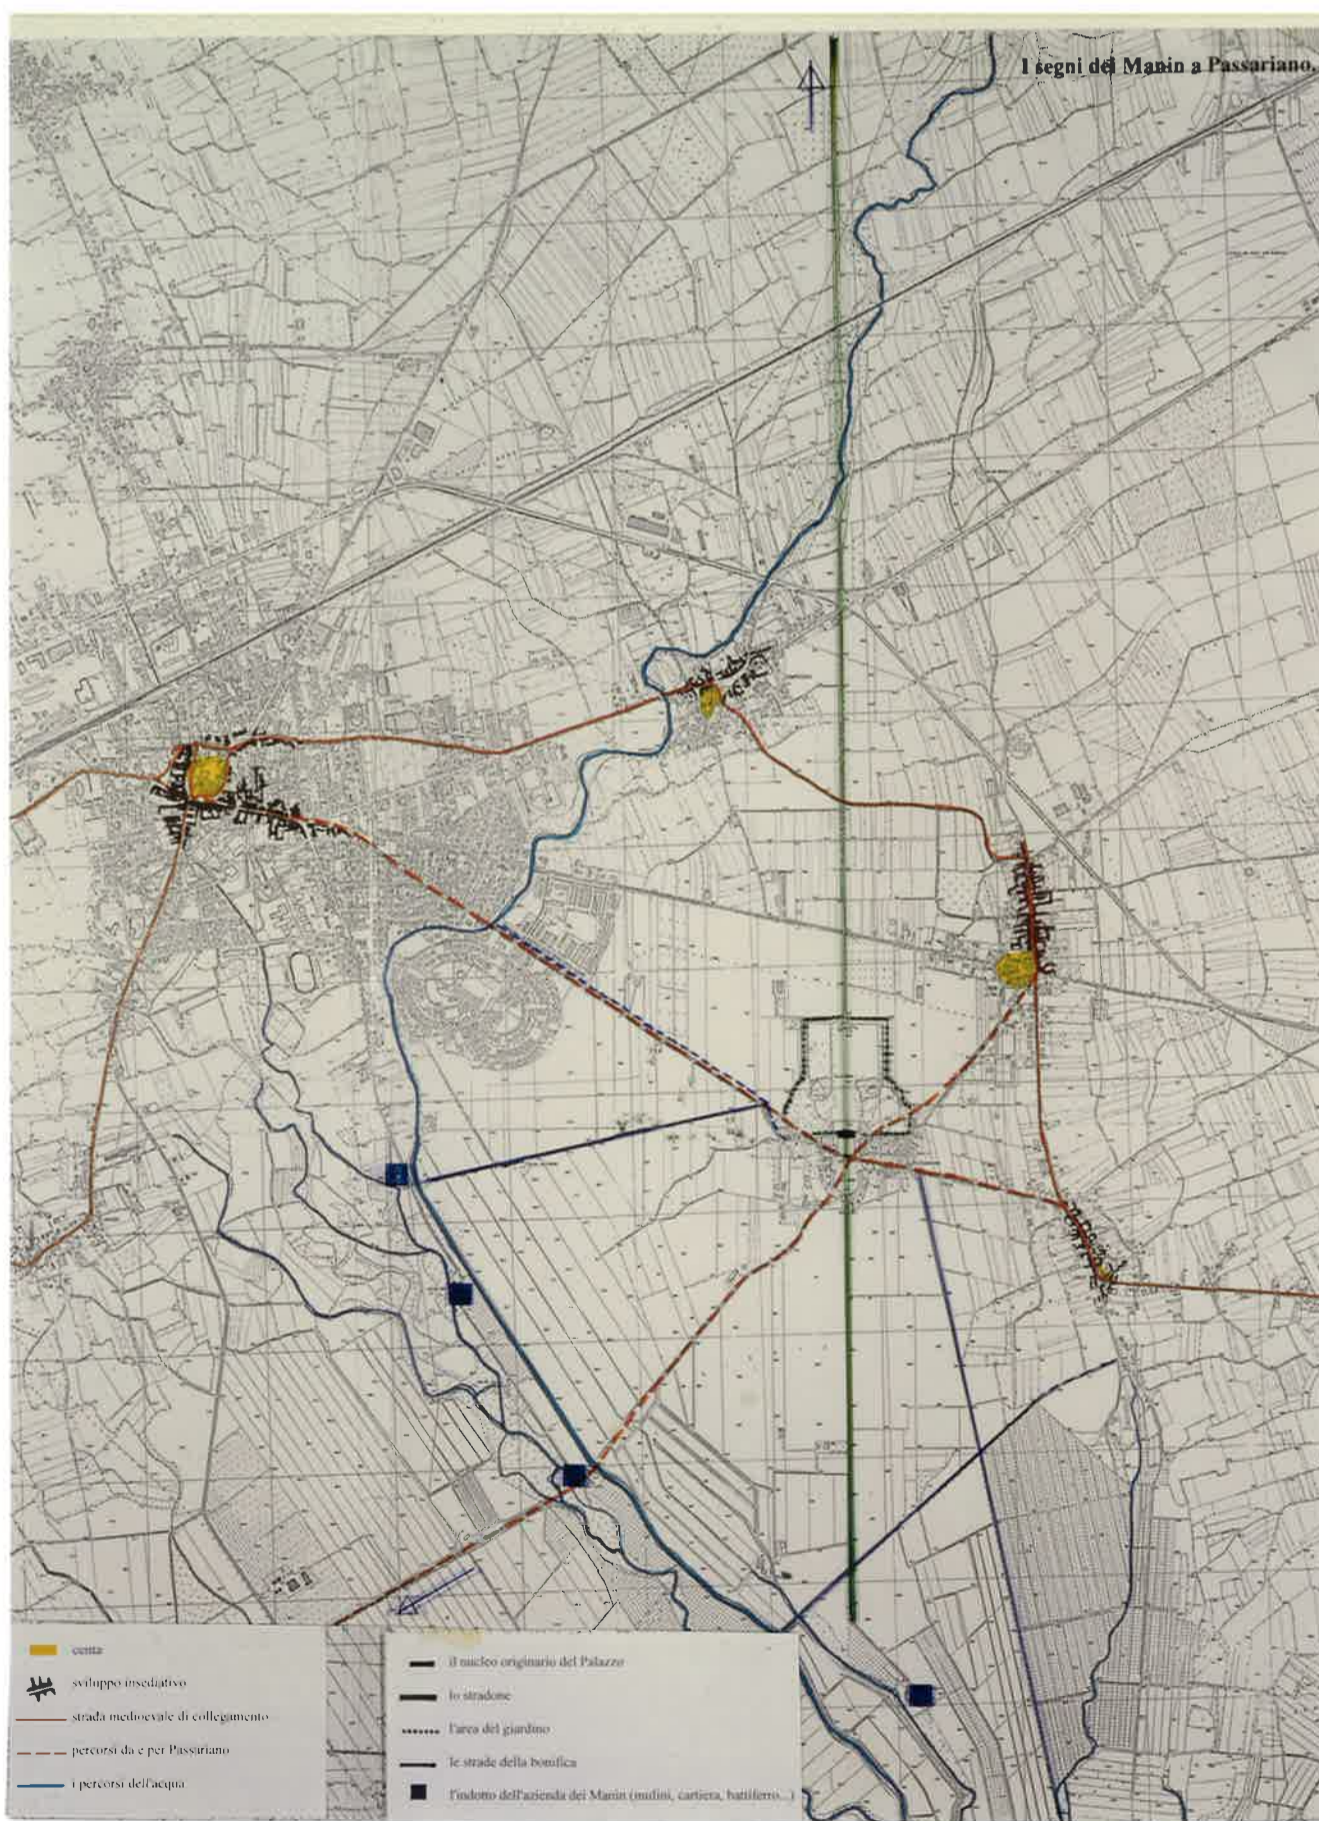 I segni dei Manin a Passariano.
centa
sviluppo insediativo
strada medioevale di collegamento
percorsi da e per Passariano
i percorsi dell'acqua
il nucleo originario del Palazzo
lo stradone
l'area del giardino
le strade della bonifica
l'indotto dell'azienda dei Manin (mulini, cartiera, battiferro...)